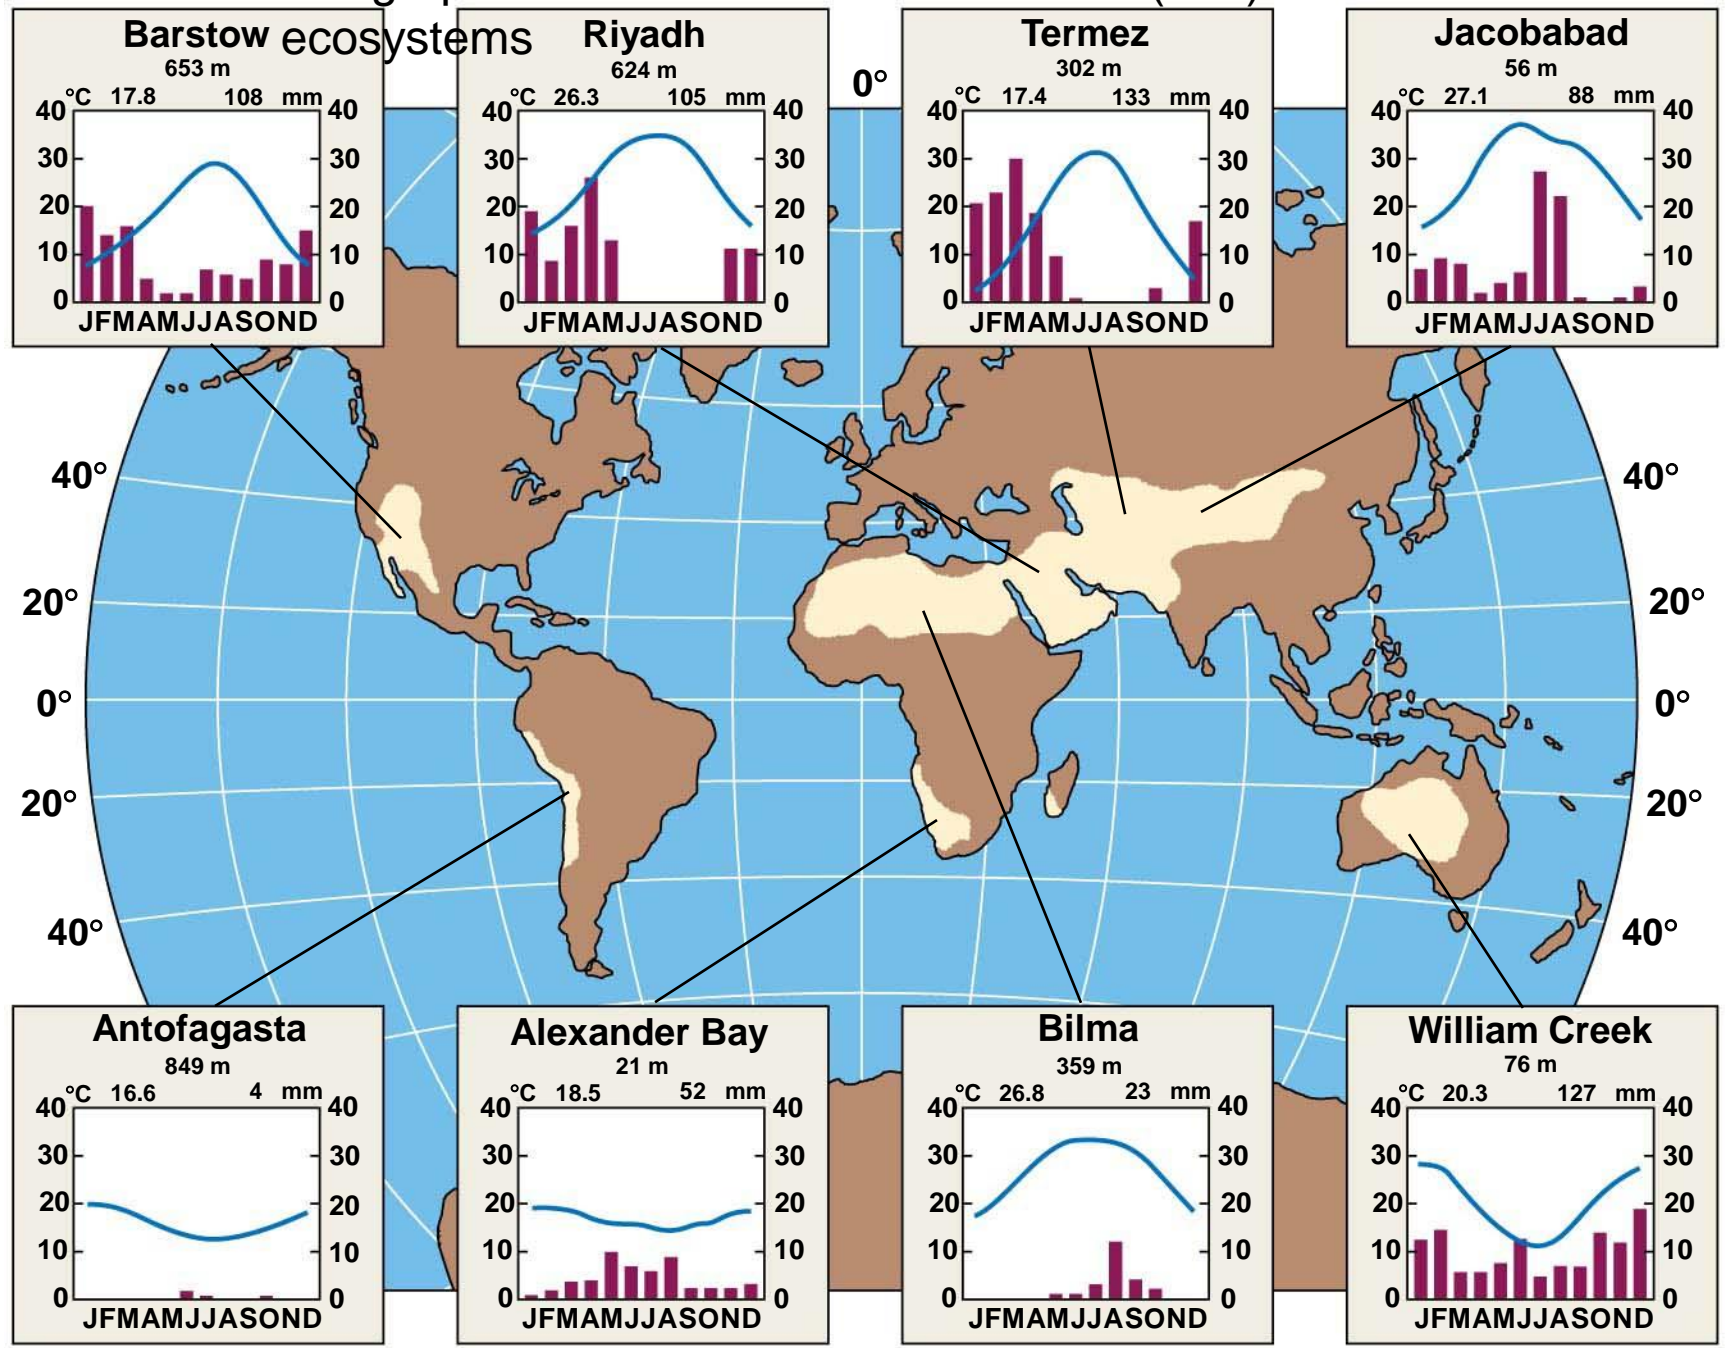 ecosystems
Barstow
653 m
°C 17.8 108 mm
40 40
30 30
20 20
10 10
0 0
JFMAMJJASOND
Riyadh
624 m
°C 26.3 105 mm
40 40
30 30
20 20
10 10
0 0
JFMAMJJASOND
0°
Termez
302 m
°C 17.4 133 mm
40 40
30 30
20 20
10 10
0 0
JFMAMJJASOND
Jacobabad
56 m
°C 27.1 88 mm
40 40
30 30
20 20
10 10
0 0
JFMAMJJASOND
40° 40°
20° 20°
0° 0°
20° 20°
40° 40°
Antofagasta
849 m
°C 16.6 4 mm
40 40
30 30
20 20
10 10
0 0
JFMAMJJASOND
Alexander Bay
21 m
°C 18.5 52 mm
40 40
30 30
20 20
10 10
0 0
JFMAMJJASOND
Bilma
359 m
°C 26.8 23 mm
40 40
30 30
20 20
10 10
0 0
JFMAMJJASOND
William Creek
76 m
°C 20.3 127 mm
40 40
30 30
20 20
10 10
0 0
JFMAMJJASOND